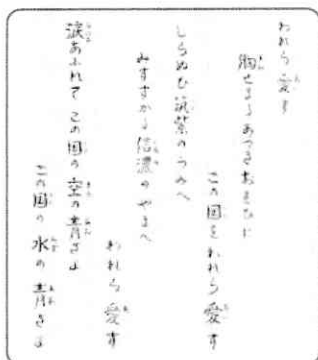 われら愛す
胸せまるあつきおもひに
この国をわれら愛す
しらぬひ筑紫のうみべ
みすずかる信濃のやまべ
われら愛す
涙あふれて この国の空の青さよ
この国の水の青さよ